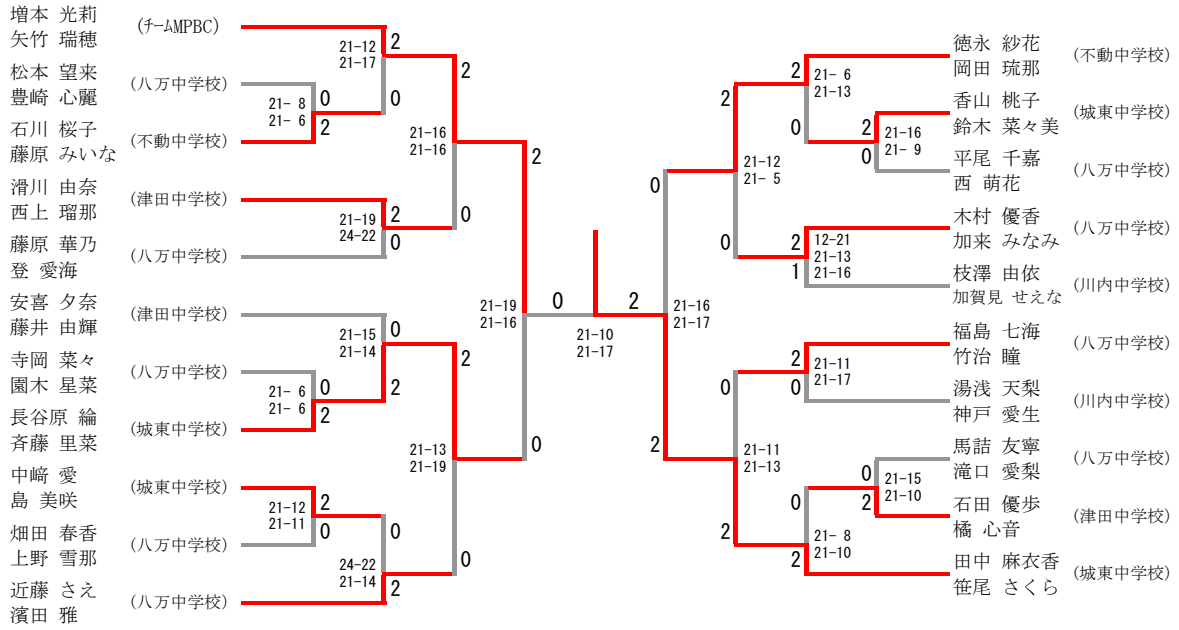 増本 光莉
矢竹 瑞穂
(チームMPBC)
松本 望来
豊崎 心麗
(八万中学校)
石川 桜子
藤原 みいな
(不動中学校)
滑川 由奈
西上 瑠那
(津田中学校)
藤原 華乃
登 愛海
(八万中学校)
安喜 夕奈
藤井 由輝
(津田中学校)
寺岡 菜々
園木 星菜
(八万中学校)
長谷原 綸
斉藤 里菜
(城東中学校)
中﨑 愛
島 美咲
(城東中学校)
畑田 春香
上野 雪那
(八万中学校)
近藤 さえ
濱田 雅
(八万中学校)
21-12
21-17
2
0
21- 8
21- 6
0
2
21-19
24-22
2
0
21-16
21-16
2
0
21-15
21-14
0
2
21- 6
21- 6
0
2
21-12
21-11
2
0
24-22
21-14
0
2
21-13
21-19
2
0
21-19
21-16
2
0
0
2
21-10
21-17
0
2
21-16
21-17
2
0
21-12
21- 5
2
0
21- 6
21-13
2
0
21-16
21- 9
2
1
12-21
21-13
21-16
0
2
21-11
21-13
2
0
21-11
21-17
0
2
21- 8
21-10
0
2
21-15
21-10
徳永 紗花
岡田 琉那
(不動中学校)
香山 桃子
鈴木 菜々美
(城東中学校)
平尾 千嘉
西 萌花
(八万中学校)
木村 優香
加来 みなみ
(八万中学校)
枝澤 由依
加賀見 せえな
(川内中学校)
福島 七海
竹治 瞳
(八万中学校)
湯浅 天梨
神戸 愛生
(川内中学校)
馬詰 友寧
滝口 愛梨
(八万中学校)
石田 優歩
橘 心音
(津田中学校)
田中 麻衣香
笹尾 さくら
(城東中学校)